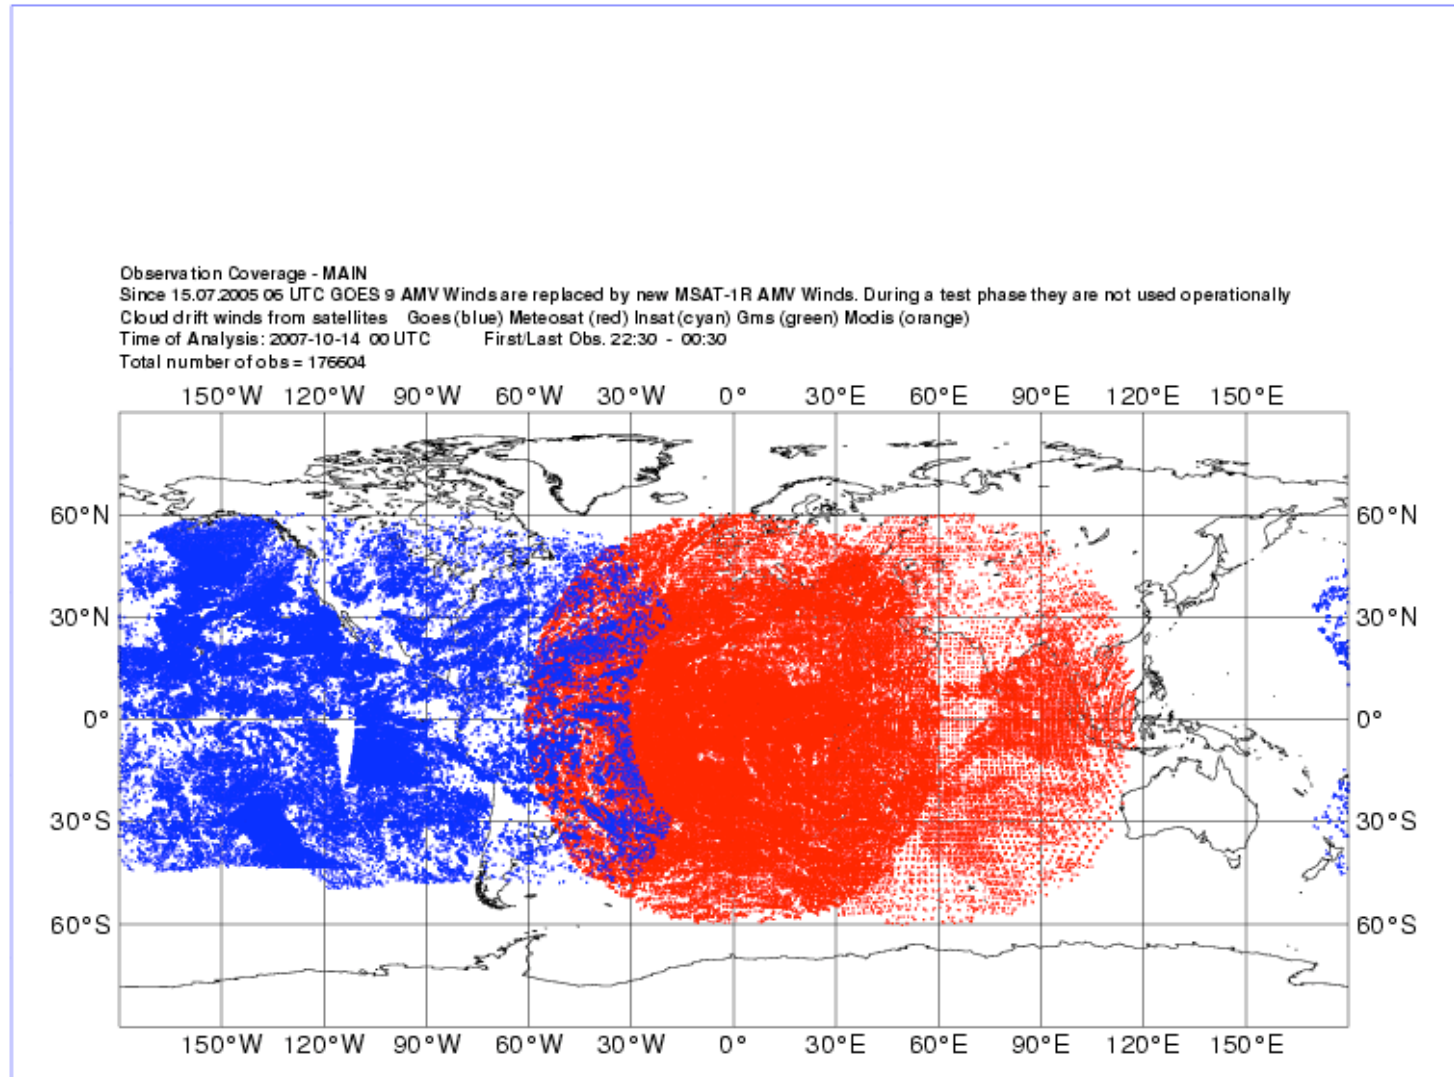 Observation Coverage - MAIN
Since 15.07.2005 06 UTC GOES 9 AMV Winds are replaced by new MSAT-1R AMV Winds. During a test phase they are not used operationally
Cloud drift winds from satellites Goes (blue) Meteosat (red) Insat (cyan) Gms (green) Modis (orange)
Time of Analysis: 2007-10-14 00 UTC First/Last Obs. 22:30 - 00:30
Total number of obs = 176604
150°W 120°W 90°W 60°W 30°W 0° 30°E 60°E 90°E 120°E 150°E
60°N 60°N
30°N 30°N
0° 0°
30°S 30°S
60°S 60°S
150°W 120°W 90°W 60°W 30°W 0° 30°E 60°E 90°E 120°E 150°E